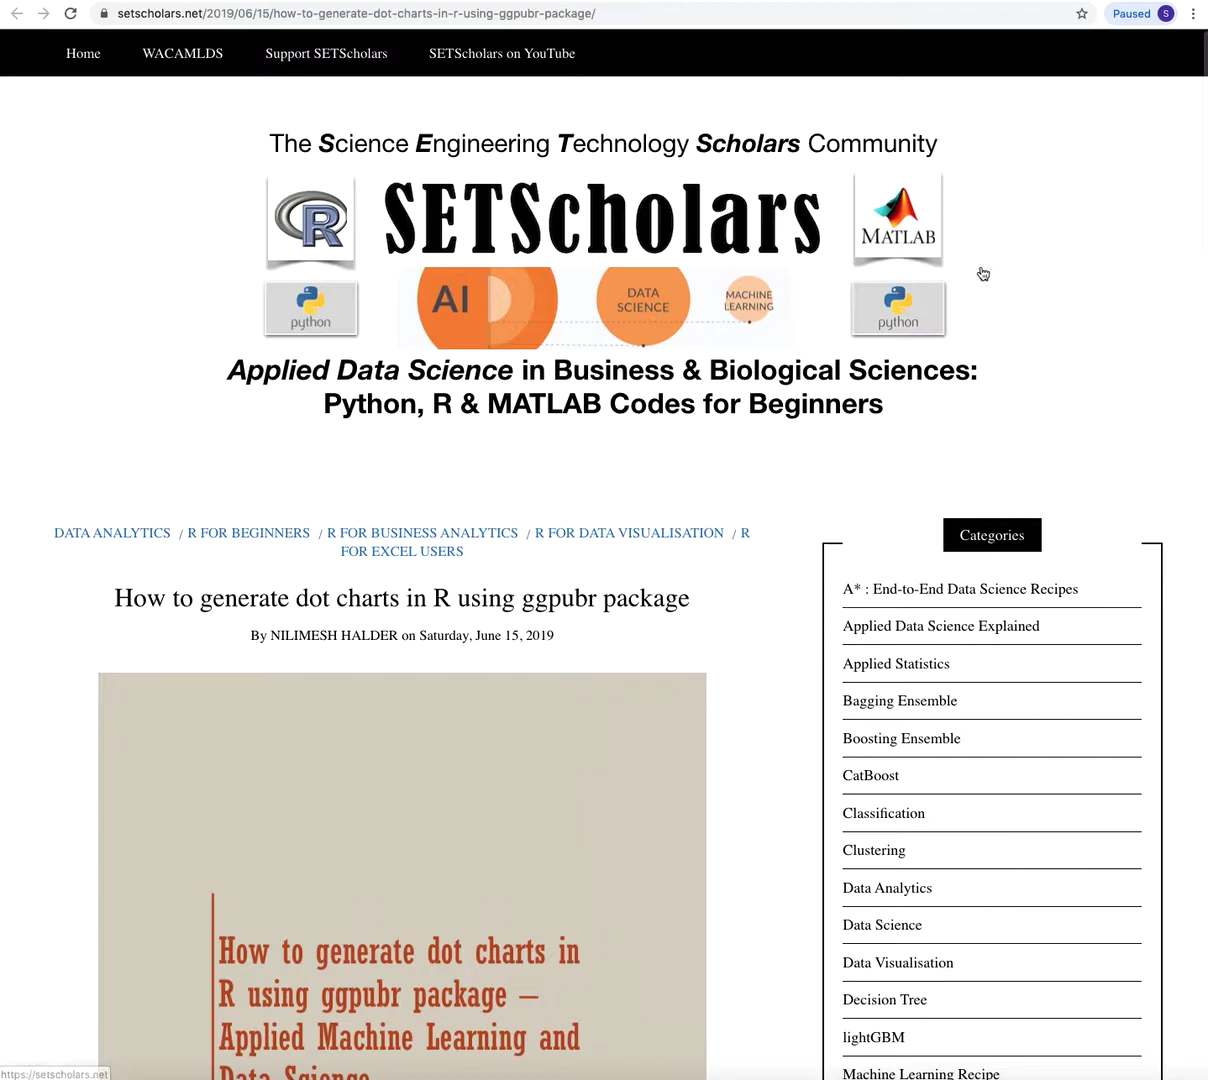 setscholars.net/2019/06/15/how-to-generate-dot-charts-in-r-using-ggpubr-package/
Paused S
Home WACAMLDS Support SETScholars SETScholars on YouTube
The Science Engineering Technology Scholars Community
R SETScholars MATLAB
python AI DATA SCIENCE MACHINE LEARNING python
Applied Data Science in Business & Biological Sciences:
Python, R & MATLAB Codes for Beginners
DATA ANALYTICS / R FOR BEGINNERS / R FOR BUSINESS ANALYTICS / R FOR DATA VISUALISATION / R
FOR EXCEL USERS
How to generate dot charts in R using ggpubr package
By NILIMESH HALDER on Saturday, June 15, 2019
How to generate dot charts in
R using ggpubr package –
Applied Machine Learning and
Data Science
Categories
A* : End-to-End Data Science Recipes
Applied Data Science Explained
Applied Statistics
Bagging Ensemble
Boosting Ensemble
CatBoost
Classification
Clustering
Data Analytics
Data Science
Data Visualisation
Decision Tree
lightGBM
Machine Learning Recipe
https://setscholars.net